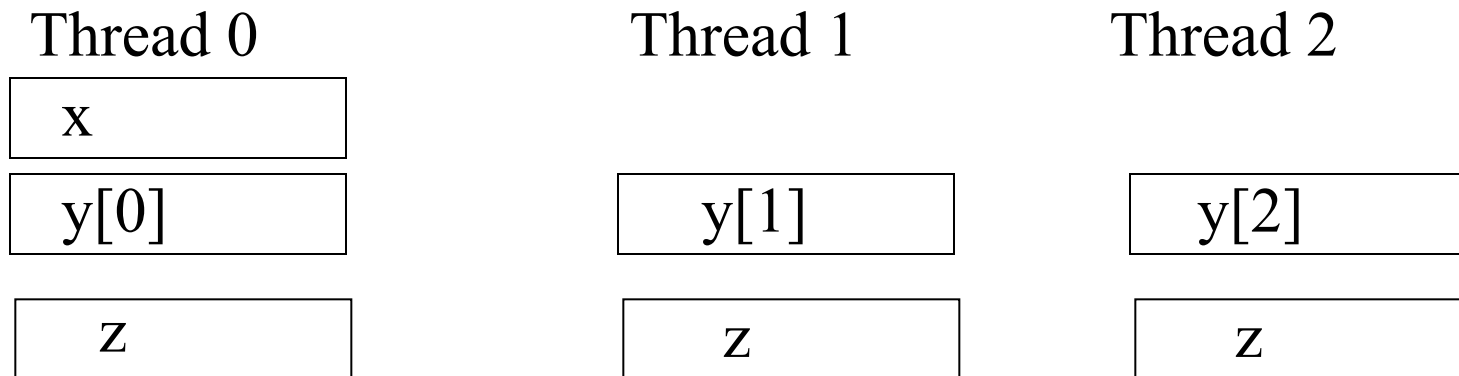 Thread 0 Thread 1 Thread 2
x
y[0] y[1] y[2]
z z z